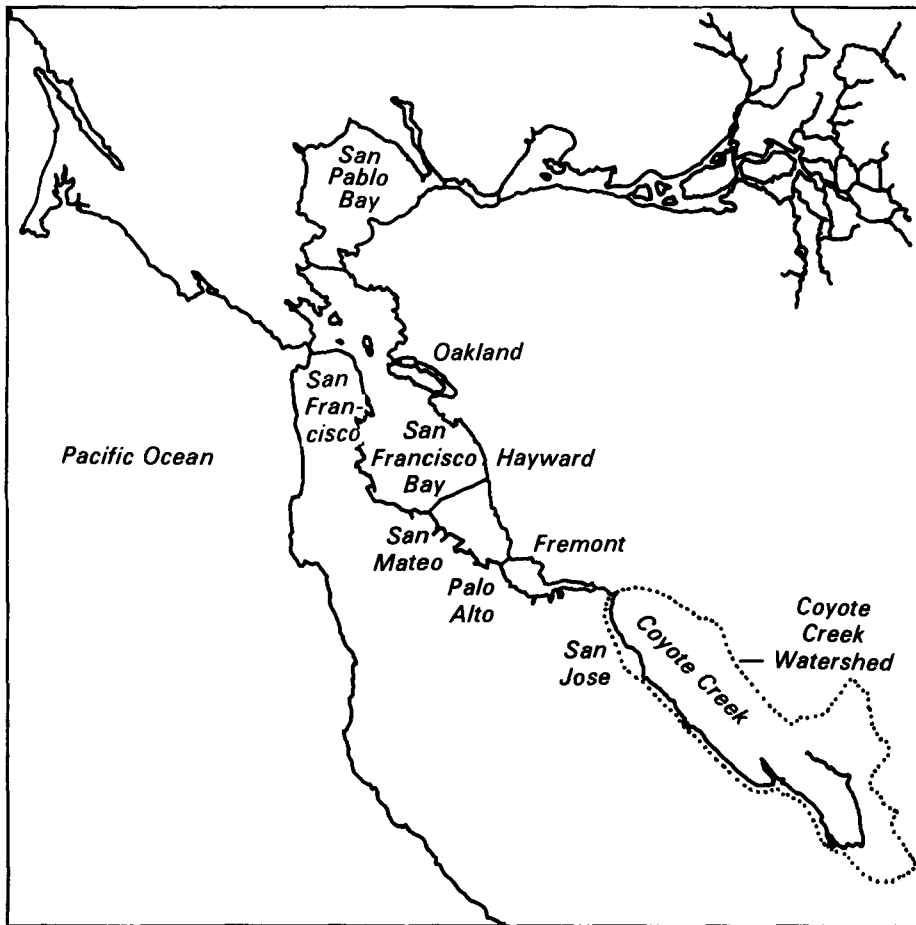 San
Pablo
Bay
Oakland
San
Fran-
cisco
Pacific Ocean
San
Francisco
Bay
Hayward
San
Mateo
Fremont
Palo
Alto
Coyote
Creek
Watershed
San
Jose
Coyote Creek